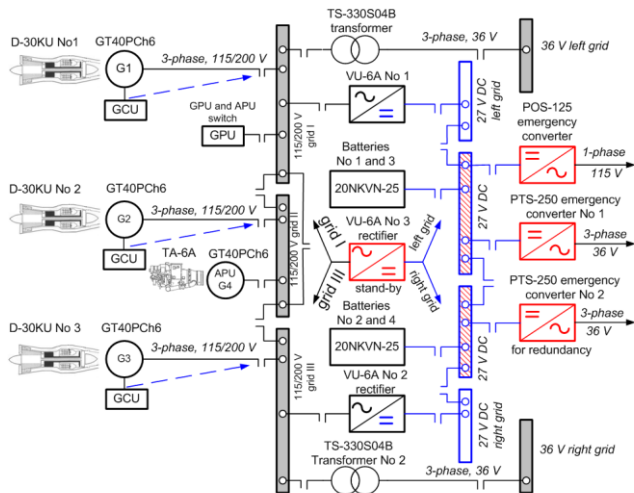 D-30KU No1
GT40PCh6
3-phase, 115/200 V
G1
GCU
GPU and APU
switch
GPU
TS-330S04B
transformer
3-phase, 36 V
36 V left grid
115/200 V
grid I
VU-6A No 1
27 V DC
left grid
POS-125
emergency
converter
1-phase
115 V
Batteries
No 1 and 3
20NKVN-25
27 V DC
D-30KU No 2
GT40PCh6
3-phase, 115/200 V
G2
GCU
115/200 V grid II
TA-6A
GT40PCh6
APU
G4
grid I
grid III
VU-6A No 3
rectifier
stand-by
left grid
right grid
PTS-250 emergency
converter No 1
3-phase
36 V
PTS-250 emergency
converter No 2
3-phase
36 V
for redundancy
Batteries
No 2 and 4
20NKVN-25
27 V DC
D-30KU No 3
GT40PCh6
3-phase, 115/200 V
G3
GCU
115/200 V
grid III
VU-6A No 2
rectifier
27 V DC
right grid
TS-330S04B
Transformer No 2
3-phase, 36 V
36 V right grid